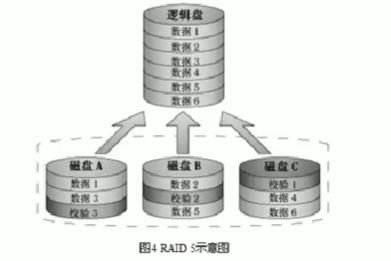 逻辑盘
数据1
数据2
数据3
数据4
数据5
数据6
磁盘A
数据1
数据3
校验3
磁盘B
数据2
校验2
数据5
磁盘C
校验1
数据4
数据6
图4 RAID 5示意图